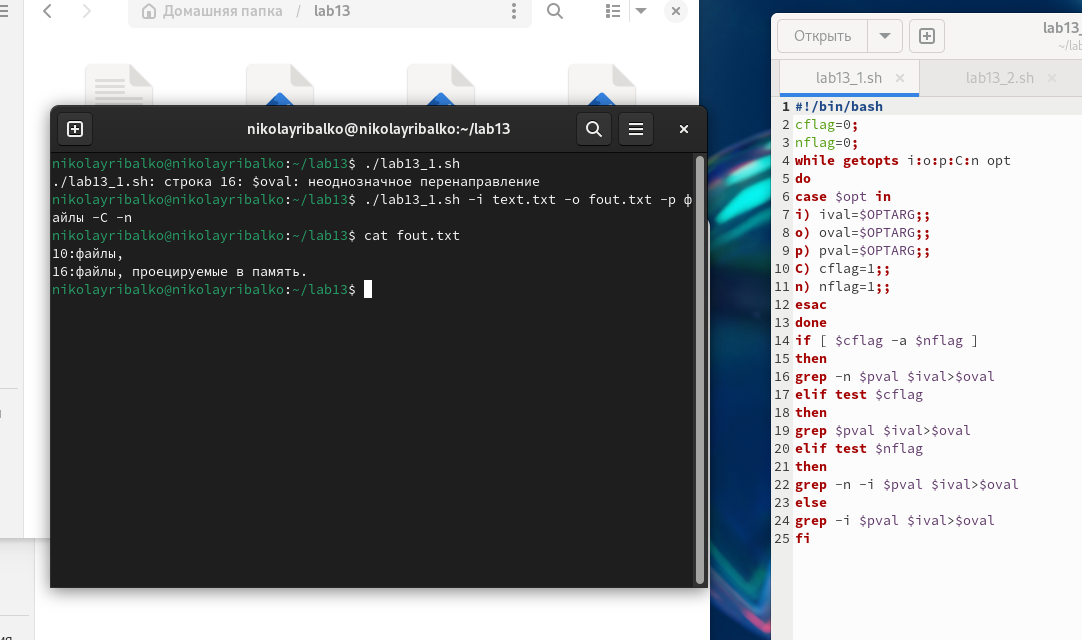 Домашняя папка / lab13
nikolayribalko@nikolayribalko:~/lab13
nikolayribalko@nikolayribalko:~/lab13$ ./lab13_1.sh
./lab13_1.sh: строка 16: $oval: неоднозначное перенаправление
nikolayribalko@nikolayribalko:~/lab13$ ./lab13_1.sh -i text.txt -o fout.txt -p ф
айлы -C -n
nikolayribalko@nikolayribalko:~/lab13$ cat fout.txt
10:файлы,
16:файлы, проецируемые в память.
nikolayribalko@nikolayribalko:~/lab13$
Открыть
lab13_
~/lab
lab13_1.sh
lab13_2.sh
1 #!/bin/bash
2 cflag=0;
3 nflag=0;
4 while getopts i:o:p:C:n opt
5 do
6 case $opt in
7 i) ival=$OPTARG;;
8 o) oval=$OPTARG;;
9 p) pval=$OPTARG;;
10 C) cflag=1;;
11 n) nflag=1;;
12 esac
13 done
14 if [ $cflag -a $nflag ]
15 then
16 grep -n $pval $ival>$oval
17 elif test $cflag
18 then
19 grep $pval $ival>$oval
20 elif test $nflag
21 then
22 grep -n -i $pval $ival>$oval
23 else
24 grep -i $pval $ival>$oval
25 fi